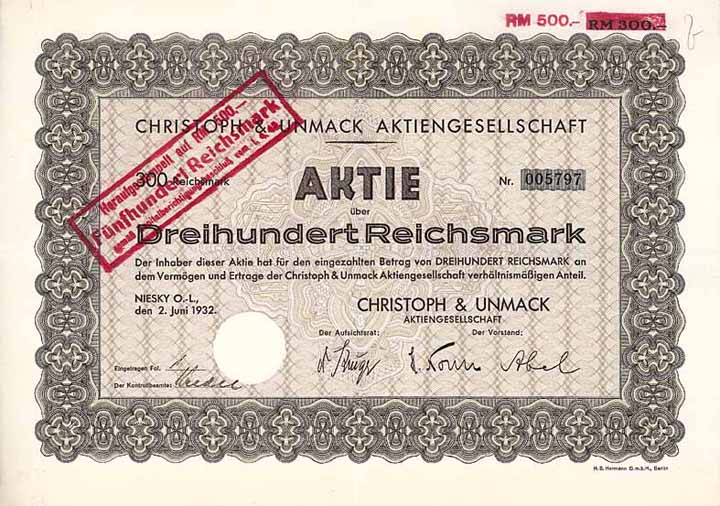 RM 500.- RM 300.-
CHRISTOPH & UNMACK AKTIENGESELLSCHAFT
Heraufgestempelt auf RM 500.—
Fünfhundert Reichsmark
300 Reichsmark
AKTIE
Nr. 005797
über
Dreihundert Reichsmark
Der Inhaber dieser Aktie hat für den eingezahlten Betrag von DREIHUNDERT REICHSMARK an
dem Vermögen und Ertrage der Christoph & Unmack Aktiengesellschaft verhältnismäßigen Anteil.
NIESKY O.-L.,
den 2. Juni 1932.
CHRISTOPH & UNMACK
AKTIENGESELLSCHAFT
Der Aufsichtsrat: Der Vorstand:
Abel
Eingetragen Fol.
Der Kontrollbeamte:
H. S. Hermann G.m.b.H., Berlin